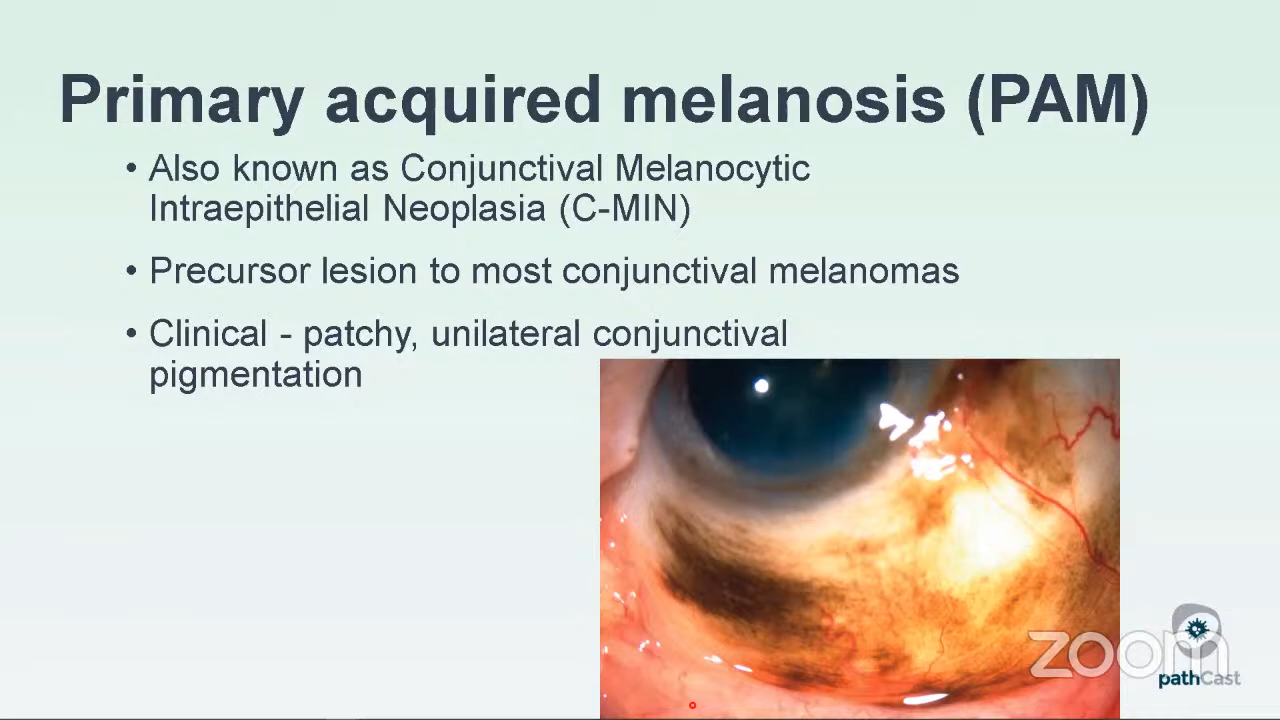 Primary acquired melanosis (PAM)
• Also known as Conjunctival Melanocytic
Intraepithelial Neoplasia (C-MIN)
• Precursor lesion to most conjunctival melanomas
• Clinical - patchy, unilateral conjunctival
pigmentation
zoom
pathCast